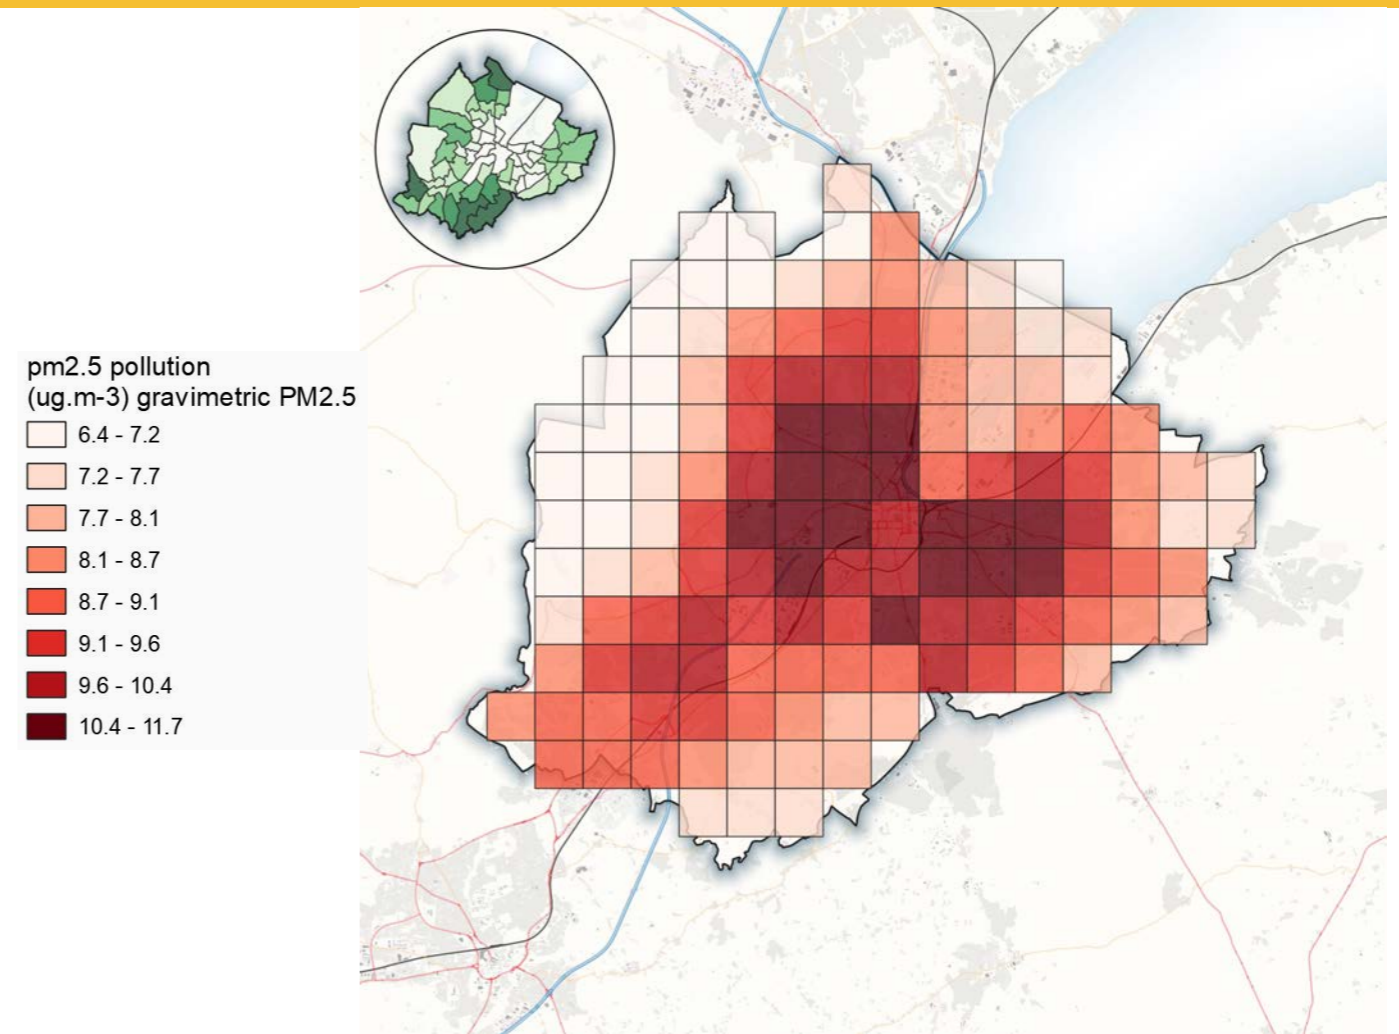 pm2.5 pollution
(ug.m-3) gravimetric PM2.5
6.4 - 7.2
7.2 - 7.7
7.7 - 8.1
8.1 - 8.7
8.7 - 9.1
9.1 - 9.6
9.6 - 10.4
10.4 - 11.7